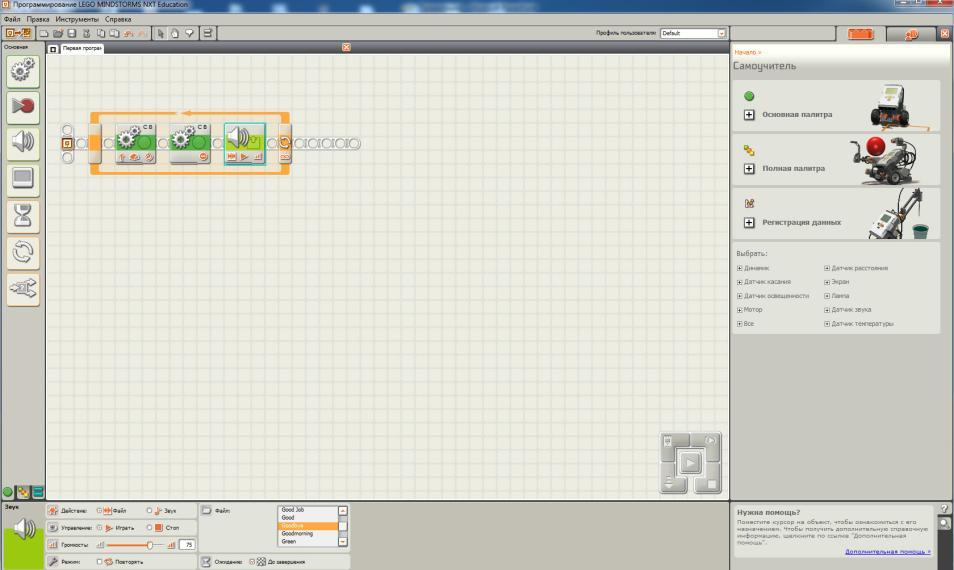 Программирование LEGO MINDSTORMS NXT Education
Файл Правка Инструменты Справка
Профиль пользователя: Default
Основная
Первая програм
C B
C B
Начало >
Самоучитель
Основная палитра
Полная палитра
Регистрация данных
Выбрать:
Динамик
Датчик расстояния
Датчик касания
Экран
Датчик освещенности
Лампа
Мотор
Датчик звука
Все
Датчик температуры
Звук
Действие: Файл Звук
Управление: Играть Стоп
Громкость: 75
Режим: Повторять
Файл:
Good Job
Good
Goodbye
Goodmorning
Green
Ожидание: До завершения
Нужна помощь?
Поместите курсор на объект, чтобы ознакомиться с его
назначением. Чтобы получить дополнительную справочную
информацию, щелкните по ссылке "Дополнительная
помощь".
Дополнительная помощь »